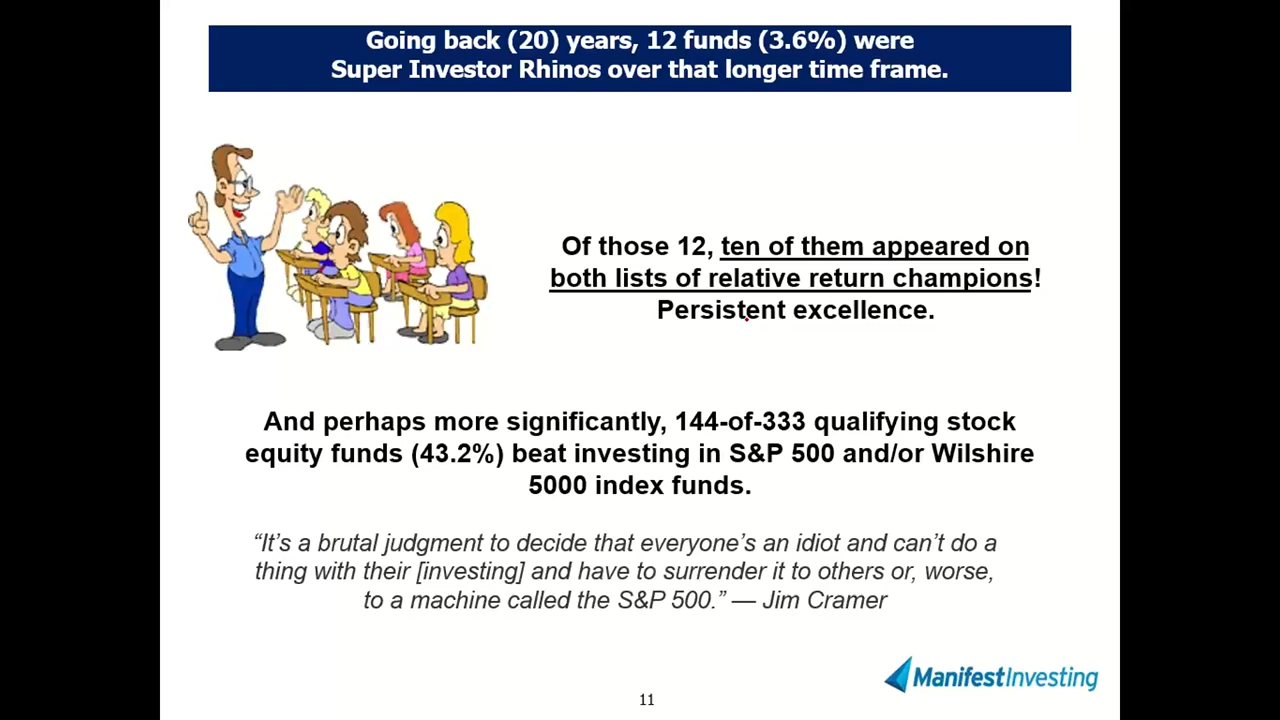 Going back (20) years, 12 funds (3.6%) were
Super Investor Rhinos over that longer time frame.
Of those 12, ten of them appeared on
both lists of relative return champions!
Persistent excellence.
And perhaps more significantly, 144-of-333 qualifying stock
equity funds (43.2%) beat investing in S&P 500 and/or Wilshire
5000 index funds.
“It’s a brutal judgment to decide that everyone’s an idiot and can’t do a
thing with their [investing] and have to surrender it to others or, worse,
to a machine called the S&P 500.” — Jim Cramer
ManifestInvesting
11